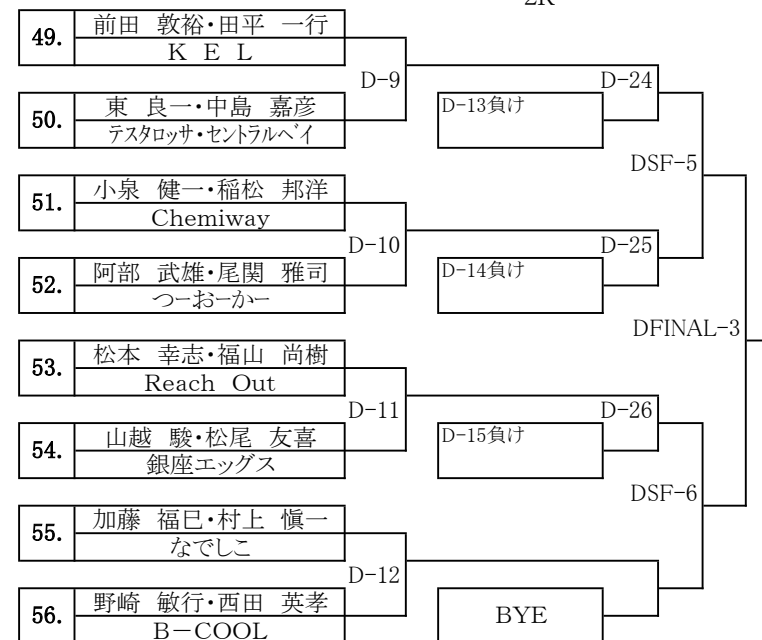 2R
49.
前田 敦裕・田平 一行
K E L
D-9
D-24
50.
東 良一・中島 嘉彦
テスタロッサ・セントラルベイ
D-13負け
DSF-5
51.
小泉 健一・稲松 邦洋
Chemiway
D-10
D-25
52.
阿部 武雄・尾関 雅司
つーおーかー
D-14負け
DFINAL-3
53.
松本 幸志・福山 尚樹
Reach Out
D-11
D-26
54.
山越 駿・松尾 友喜
銀座エッグス
D-15負け
DSF-6
55.
加藤 福巳・村上 愼一
なでしこ
D-12
56.
野崎 敏行・西田 英孝
B－COOL
BYE